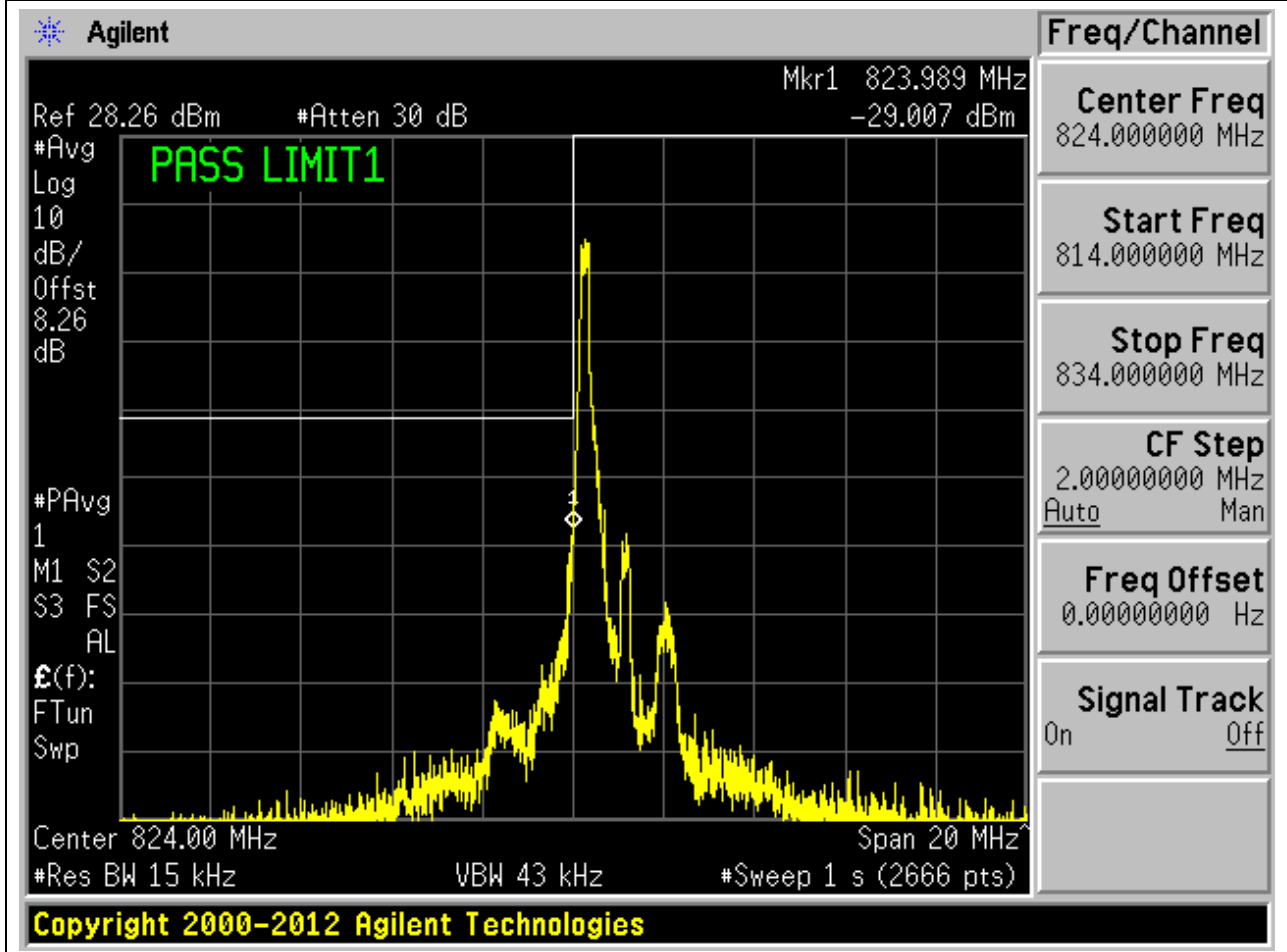 Agilent
Freq/Channel
Mkr1 823.989 MHz
Ref 28.26 dBm #Atten 30 dB -29.007 dBm
#Avg
Log
10
dB/
Offst
8.26
dB
PASS LIMIT1
1
#PAvg
1
M1 S2
S3 FS
AL
£(f):
FTun
Swp
Center 824.00 MHz Span 20 MHz^
#Res BW 15 kHz VBW 43 kHz #Sweep 1 s (2666 pts)
Copyright 2000-2012 Agilent Technologies
Center Freq
824.000000 MHz
Start Freq
814.000000 MHz
Stop Freq
834.000000 MHz
CF Step
2.00000000 MHz
Auto Man
Freq Offset
0.00000000 Hz
Signal Track
On Off